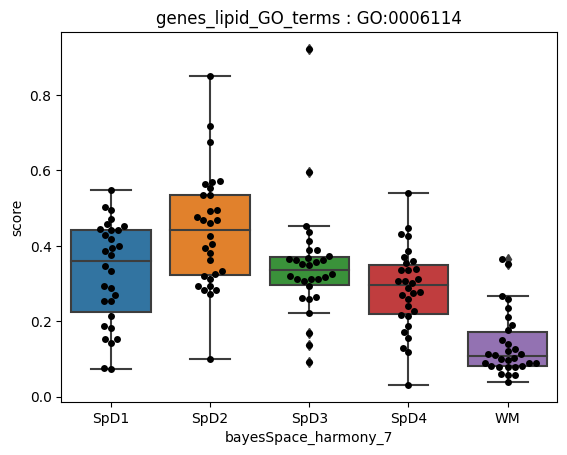 genes_lipid_GO_terms : GO:0006114
score
0.8
0.6
0.4
0.2
0.0
SpD1 SpD2 SpD3 SpD4 WM
bayesSpace_harmony_7